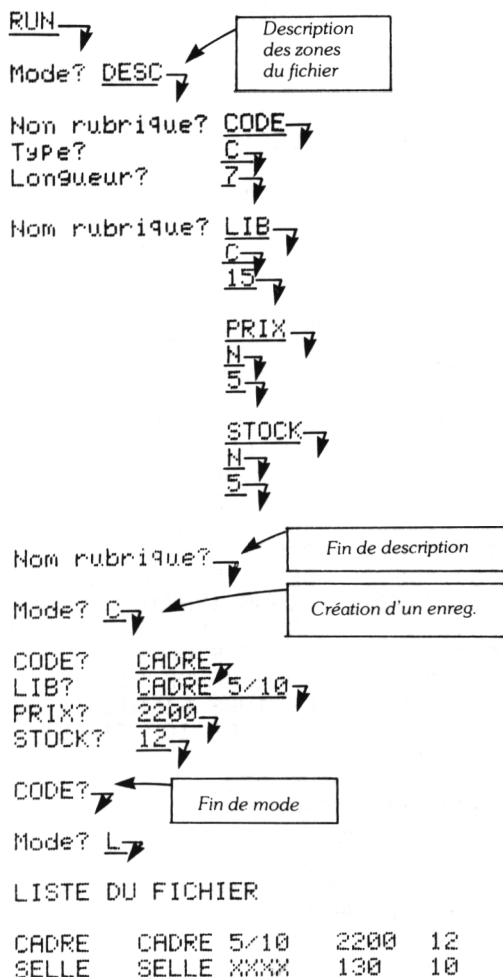 RUN
Description
des zones
du fichier
Mode? DESC
Non rubrique? CODE
Type? C
Longueur? 7
Nom rubrique? LIB
C
15
PRIX
N
5
STOCK
N
5
Nom rubrique?
Fin de description
Mode? C
Création d'un enreg.
CODE? CADRE
LIB? CADRE 5/10
PRIX? 2200
STOCK? 12
CODE?
Fin de mode
Mode? L
LISTE DU FICHIER
CADRE CADRE 5/10 2200 12
SELLE SELLE XXXX 130 10